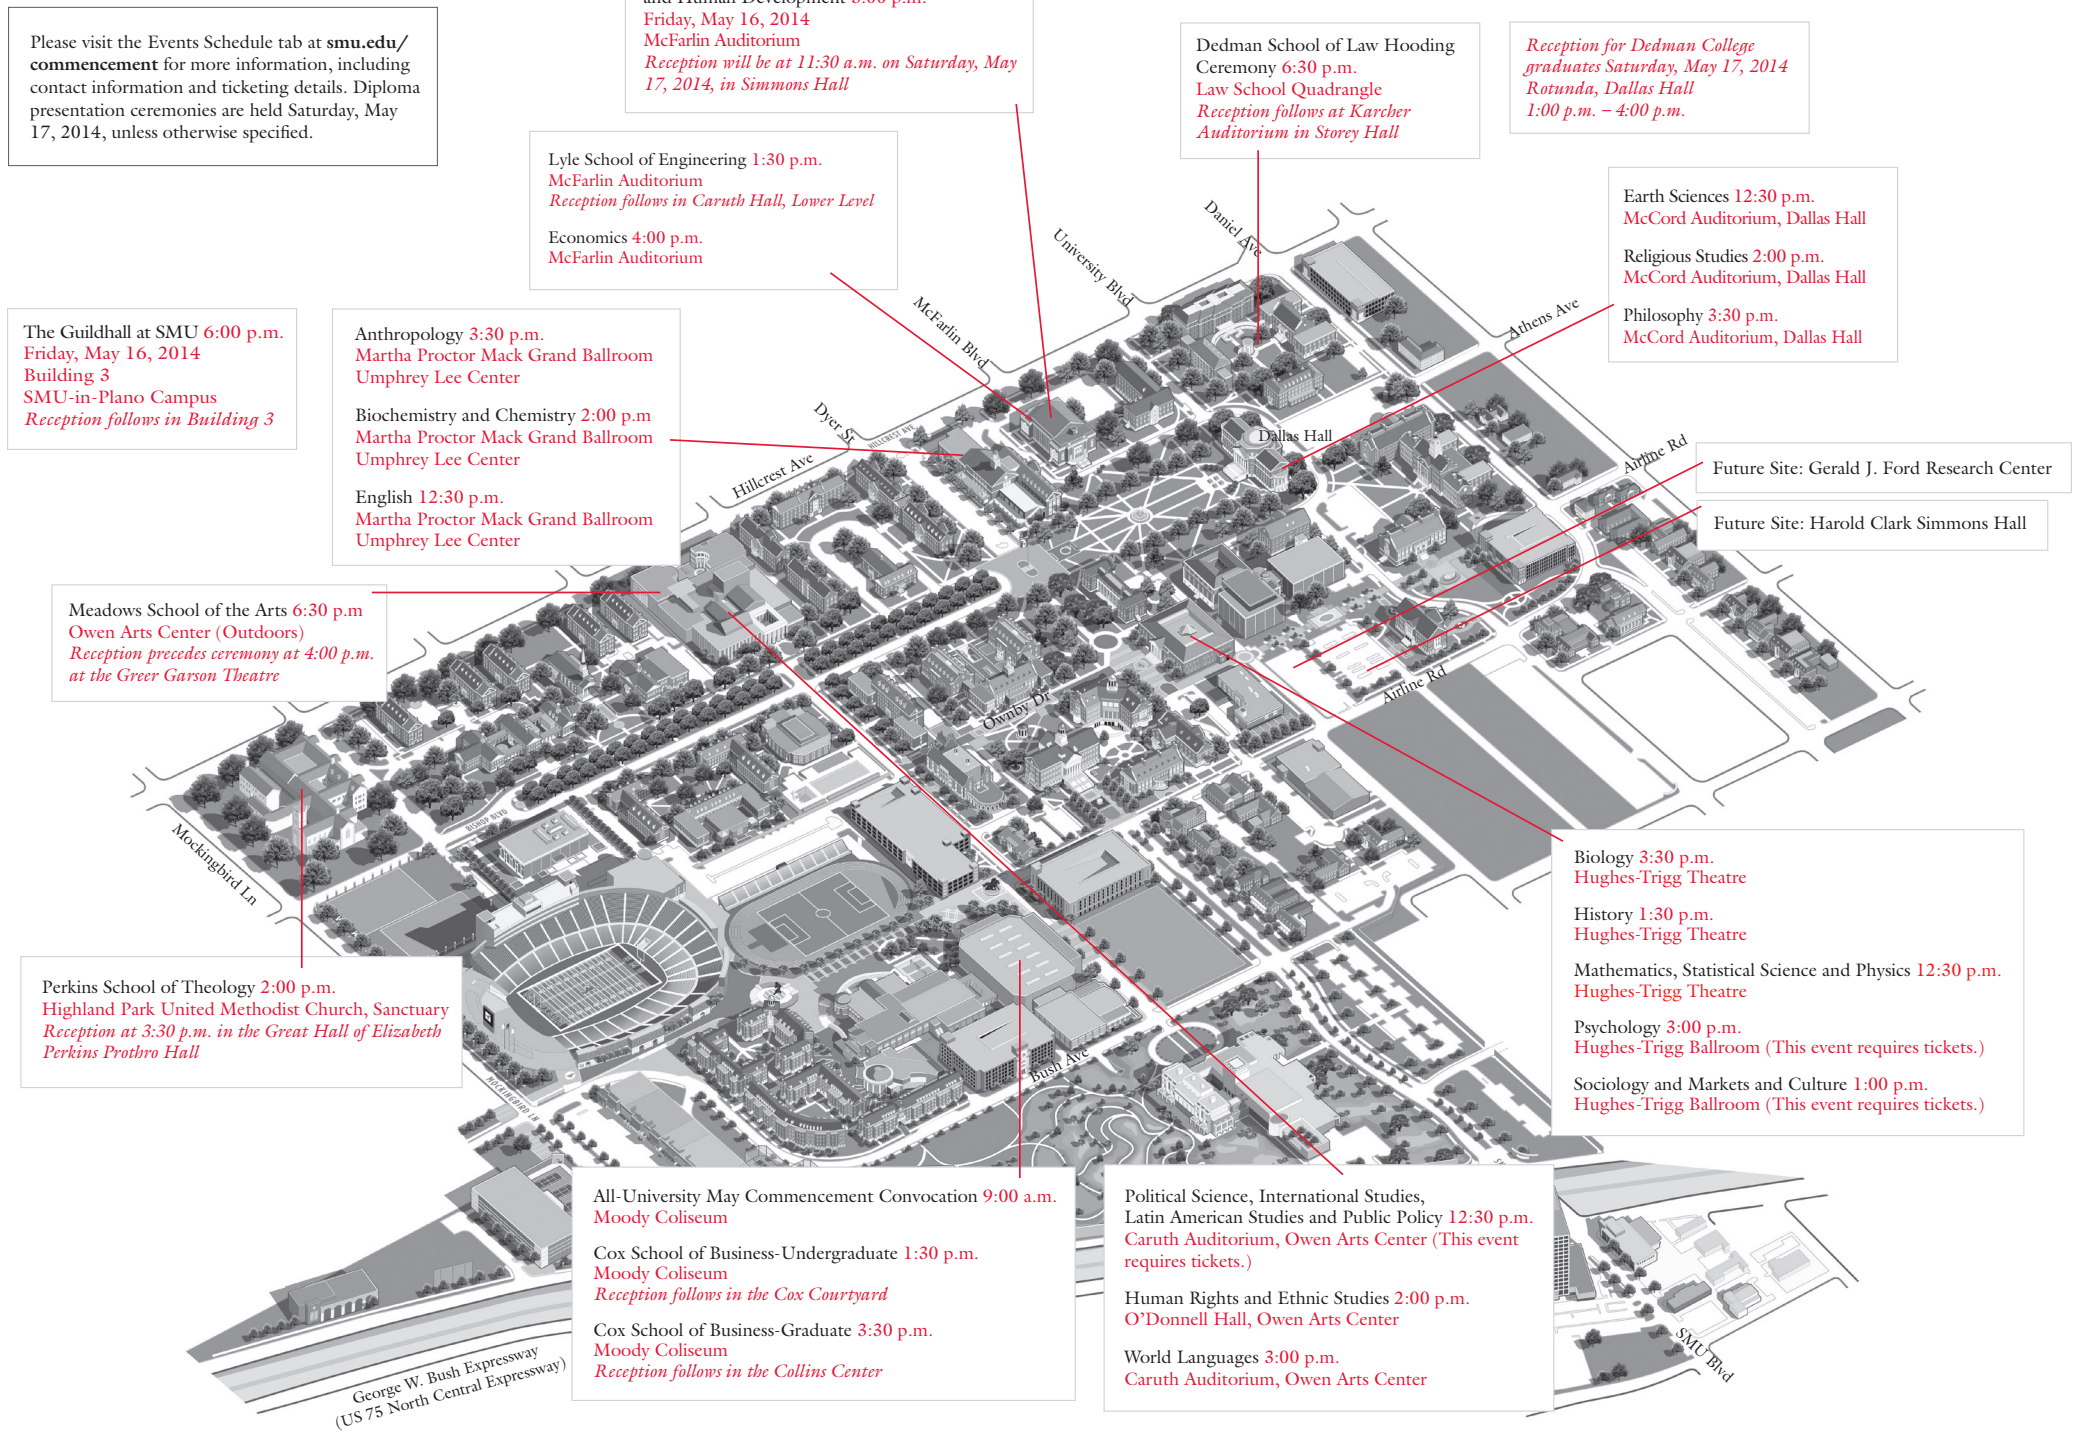 Please visit the Events Schedule tab at smu.edu/
commencement for more information, including
contact information and ticketing details. Diploma
presentation ceremonies are held Saturday, May
17, 2014, unless otherwise specified.
and Human Development
Friday, May 16, 2014
McFarlin Auditorium
Reception will be at 11:30 a.m. on Saturday, May
17, 2014, in Simmons Hall
Dedman School of Law Hooding
Ceremony 6:30 p.m.
Law School Quadrangle
Reception follows at Karcher
Auditorium in Storey Hall
Reception for Dedman College
graduates Saturday, May 17, 2014
Rotunda, Dallas Hall
1:00 p.m. – 4:00 p.m.
Lyle School of Engineering 1:30 p.m.
McFarlin Auditorium
Reception follows in Caruth Hall, Lower Level
Economics 4:00 p.m.
McFarlin Auditorium
Earth Sciences 12:30 p.m.
McCord Auditorium, Dallas Hall
Religious Studies 2:00 p.m.
McCord Auditorium, Dallas Hall
Philosophy 3:30 p.m.
McCord Auditorium, Dallas Hall
Daniel Ave
University Blvd
McFarlin Blvd
Athens Ave
Dyer St
HILLCREST AVE
Hillcrest Ave
Dallas Hall
Airline Rd
The Guildhall at SMU 6:00 p.m.
Friday, May 16, 2014
Building 3
SMU-in-Plano Campus
Reception follows in Building 3
Anthropology 3:30 p.m.
Martha Proctor Mack Grand Ballroom
Umphrey Lee Center
Biochemistry and Chemistry 2:00 p.m
Martha Proctor Mack Grand Ballroom
Umphrey Lee Center
English 12:30 p.m.
Martha Proctor Mack Grand Ballroom
Umphrey Lee Center
Future Site: Gerald J. Ford Research Center
Future Site: Harold Clark Simmons Hall
Meadows School of the Arts 6:30 p.m
Owen Arts Center (Outdoors)
Reception precedes ceremony at 4:00 p.m.
at the Greer Garson Theatre
Airline Rd
Ownby Dr
BISHOP BLVD
Mockingbird Ln
Biology 3:30 p.m.
Hughes-Trigg Theatre
History 1:30 p.m.
Hughes-Trigg Theatre
Mathematics, Statistical Science and Physics 12:30 p.m.
Hughes-Trigg Theatre
Psychology 3:00 p.m.
Hughes-Trigg Ballroom (This event requires tickets.)
Sociology and Markets and Culture 1:00 p.m.
Hughes-Trigg Ballroom (This event requires tickets.)
Perkins School of Theology 2:00 p.m.
Highland Park United Methodist Church, Sanctuary
Reception at 3:30 p.m. in the Great Hall of Elizabeth
Perkins Prothro Hall
Bush Ave
MOCKINGBIRD LN
All-University May Commencement Convocation 9:00 a.m.
Moody Coliseum
Cox School of Business-Undergraduate 1:30 p.m.
Moody Coliseum
Reception follows in the Cox Courtyard
Cox School of Business-Graduate 3:30 p.m.
Moody Coliseum
Reception follows in the Collins Center
Political Science, International Studies,
Latin American Studies and Public Policy 12:30 p.m.
Caruth Auditorium, Owen Arts Center (This event
requires tickets.)
Human Rights and Ethnic Studies 2:00 p.m.
O'Donnell Hall, Owen Arts Center
World Languages 3:00 p.m.
Caruth Auditorium, Owen Arts Center
SMU Blvd
George W. Bush Expressway
(US 75 North Central Expressway)